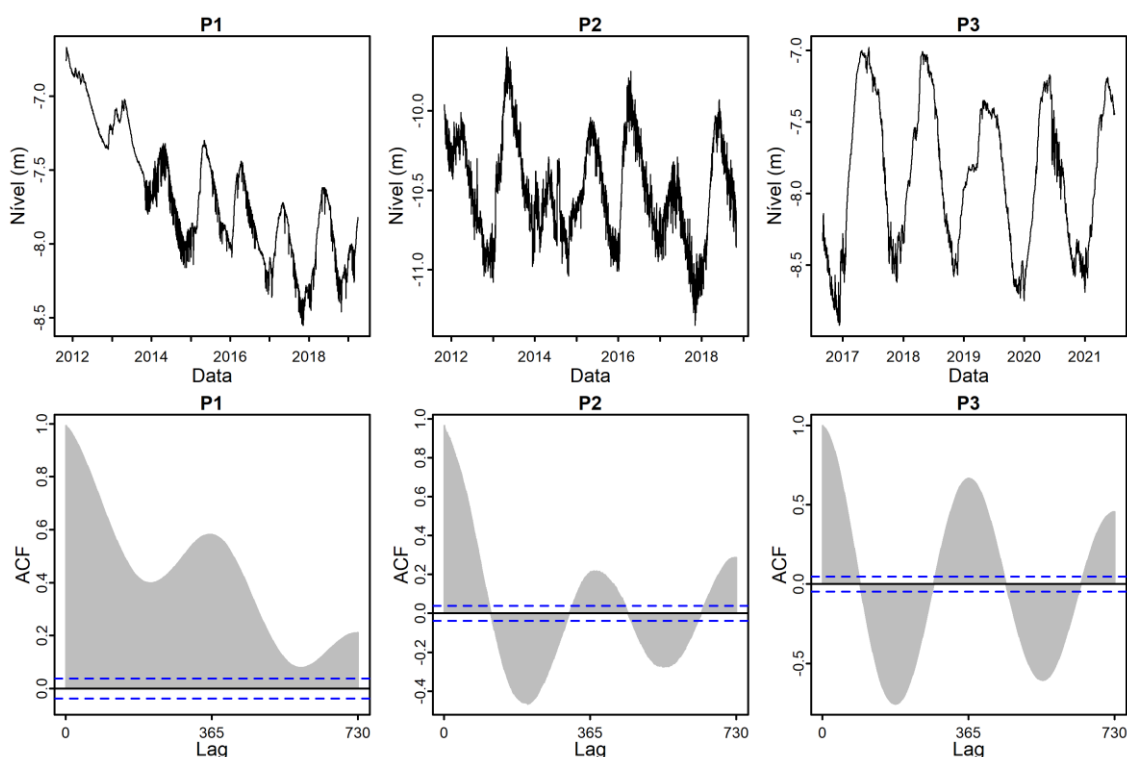 P1
Nivel (m)
-7.0
-7.5
-8.0
-8.5
2012 2014 2016 2018
Data
P2
Nivel (m)
-10.0
-10.5
-11.0
2012 2014 2016 2018
Data
P3
Nivel (m)
-7.0
-7.5
-8.0
-8.5
2017 2018 2019 2020 2021
Data
P1
ACF
1.0
0.8
0.6
0.4
0.2
0.0
0 365 730
Lag
P2
ACF
1.0
0.8
0.6
0.4
0.2
0.0
-0.2
-0.4
0 365 730
Lag
P3
ACF
1.0
0.5
0.0
-0.5
0 365 730
Lag